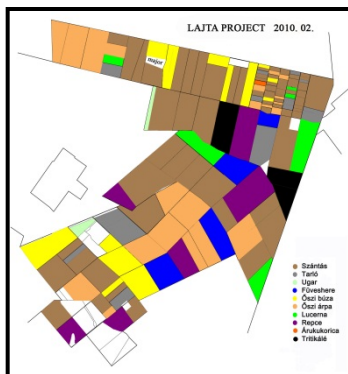 LAJTA PROJECT 2010. 02.
major
Szántás
Tarló
Ugar
Füveshere
Őszi búza
Őszi árpa
Lucerna
Repce
Árukukorica
Tritikálé